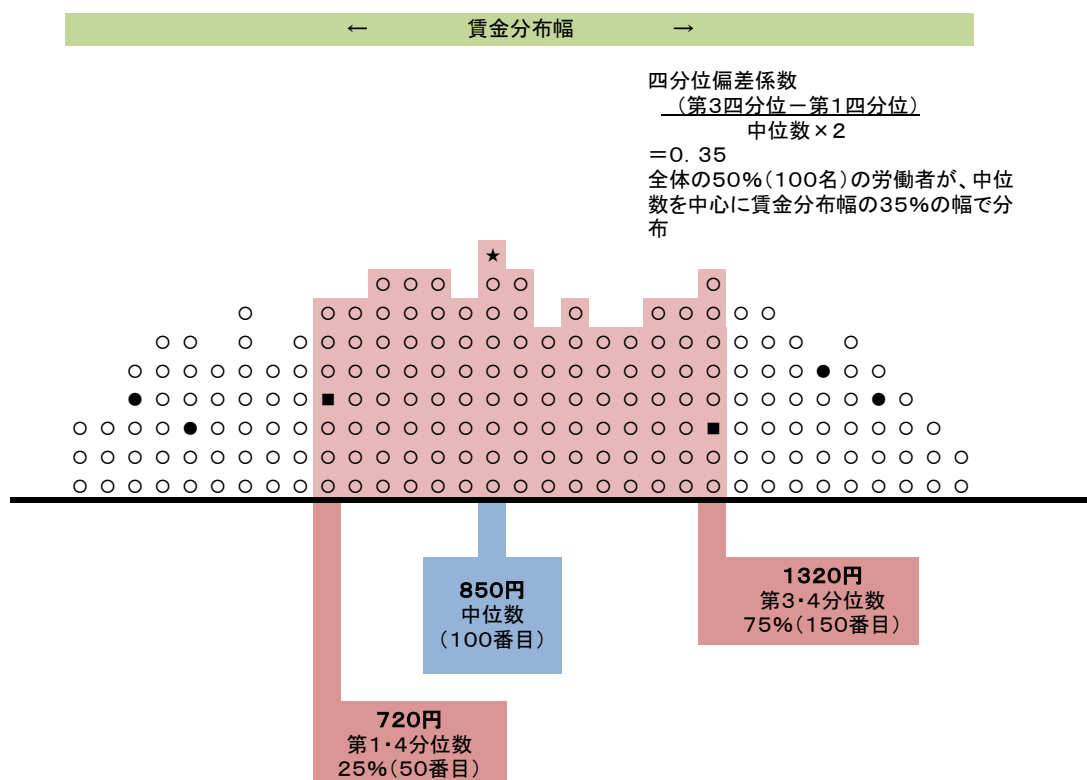 ← 賃金分布幅 →
四分位偏差係数
（第3四分位－第1四分位）
中位数×2
＝0．35
全体の50％（100名）の労働者が、中位
数を中心に賃金分布幅の35％の幅で分
布
850円
中位数
（100番目）
1320円
第3・4分位数
75％（150番目）
720円
第1・4分位数
25％（50番目）